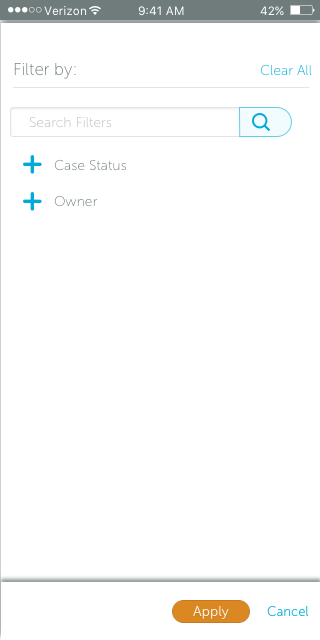 Verizon 9:41 AM 42%
Filter by: Clear All
Search Filters
Case Status
Owner
Apply Cancel